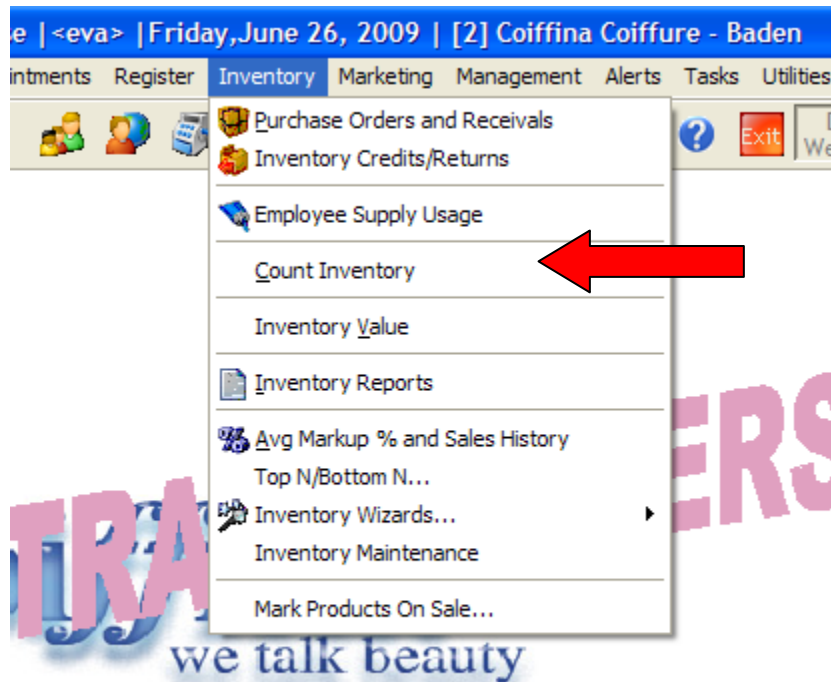 e |<eva> |Friday,June 26, 2009 | [2] Coiffina Coiffure - Baden
intments Register Inventory Marketing Management Alerts Tasks Utilities
Exit
We
Purchase Orders and Receivals
Inventory Credits/Returns
Employee Supply Usage
Count Inventory
Inventory Value
Inventory Reports
Avg Markup % and Sales History
Top N/Bottom N...
Inventory Wizards...
Inventory Maintenance
Mark Products On Sale...
TRA ERS
we talk beauty